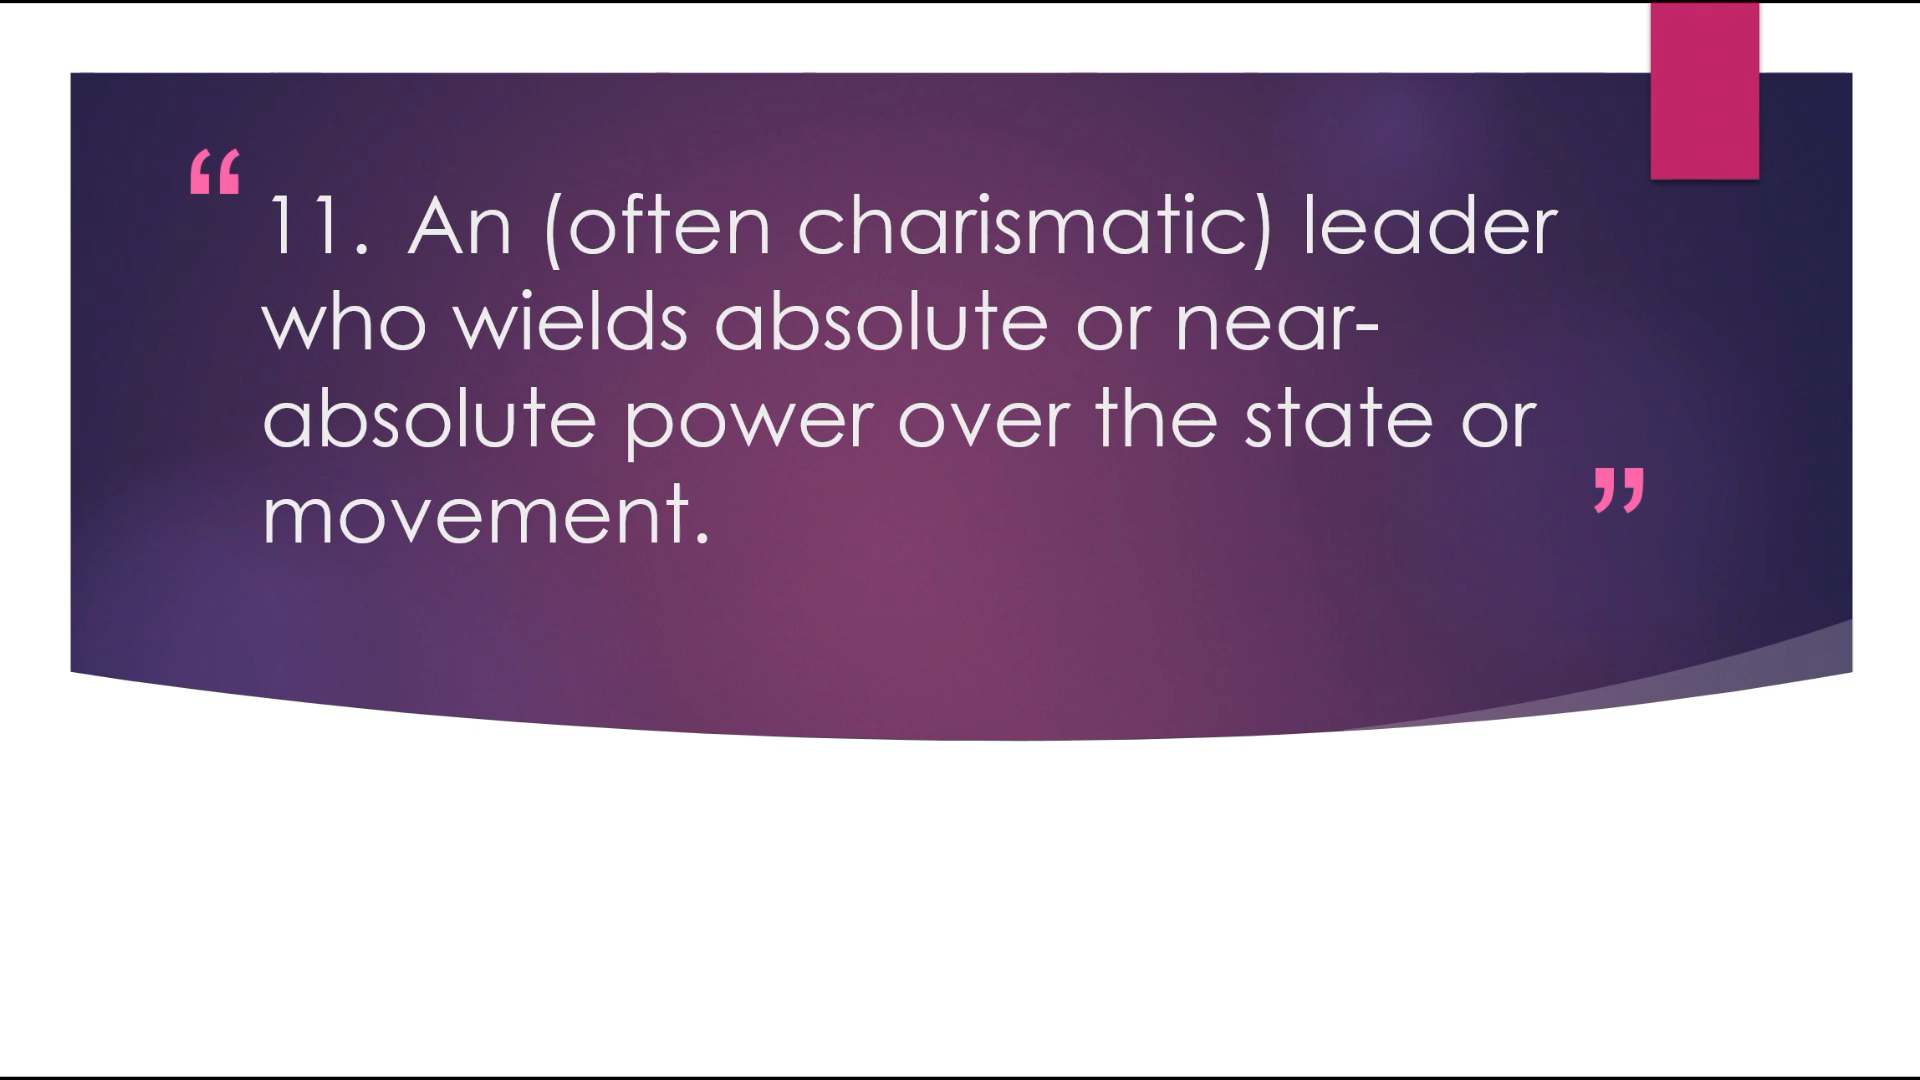 “ 11. An (often charismatic) leader
who wields absolute or near-
absolute power over the state or
movement. ”